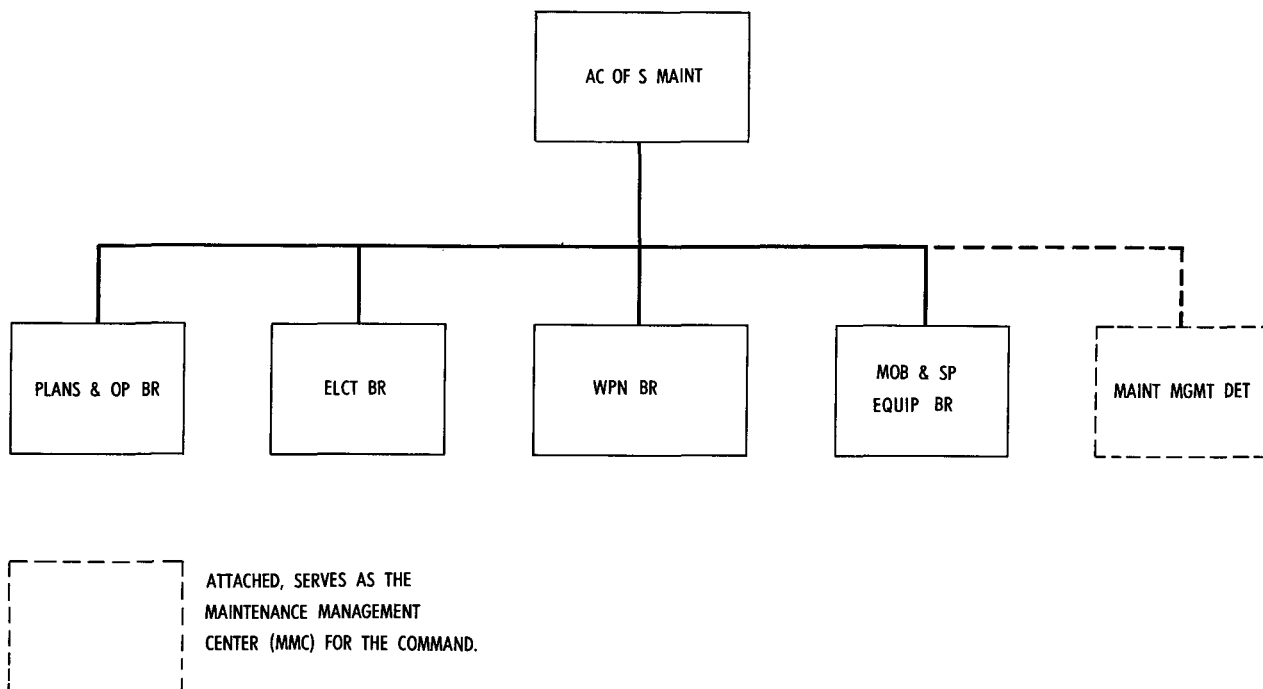 AC OF S MAINT
PLANS & OP BR
ELCT BR
WPN BR
MOB & SP
EQUIP BR
MAINT MGMT DET
ATTACHED, SERVES AS THE
MAINTENANCE MANAGEMENT
CENTER (MMC) FOR THE COMMAND.